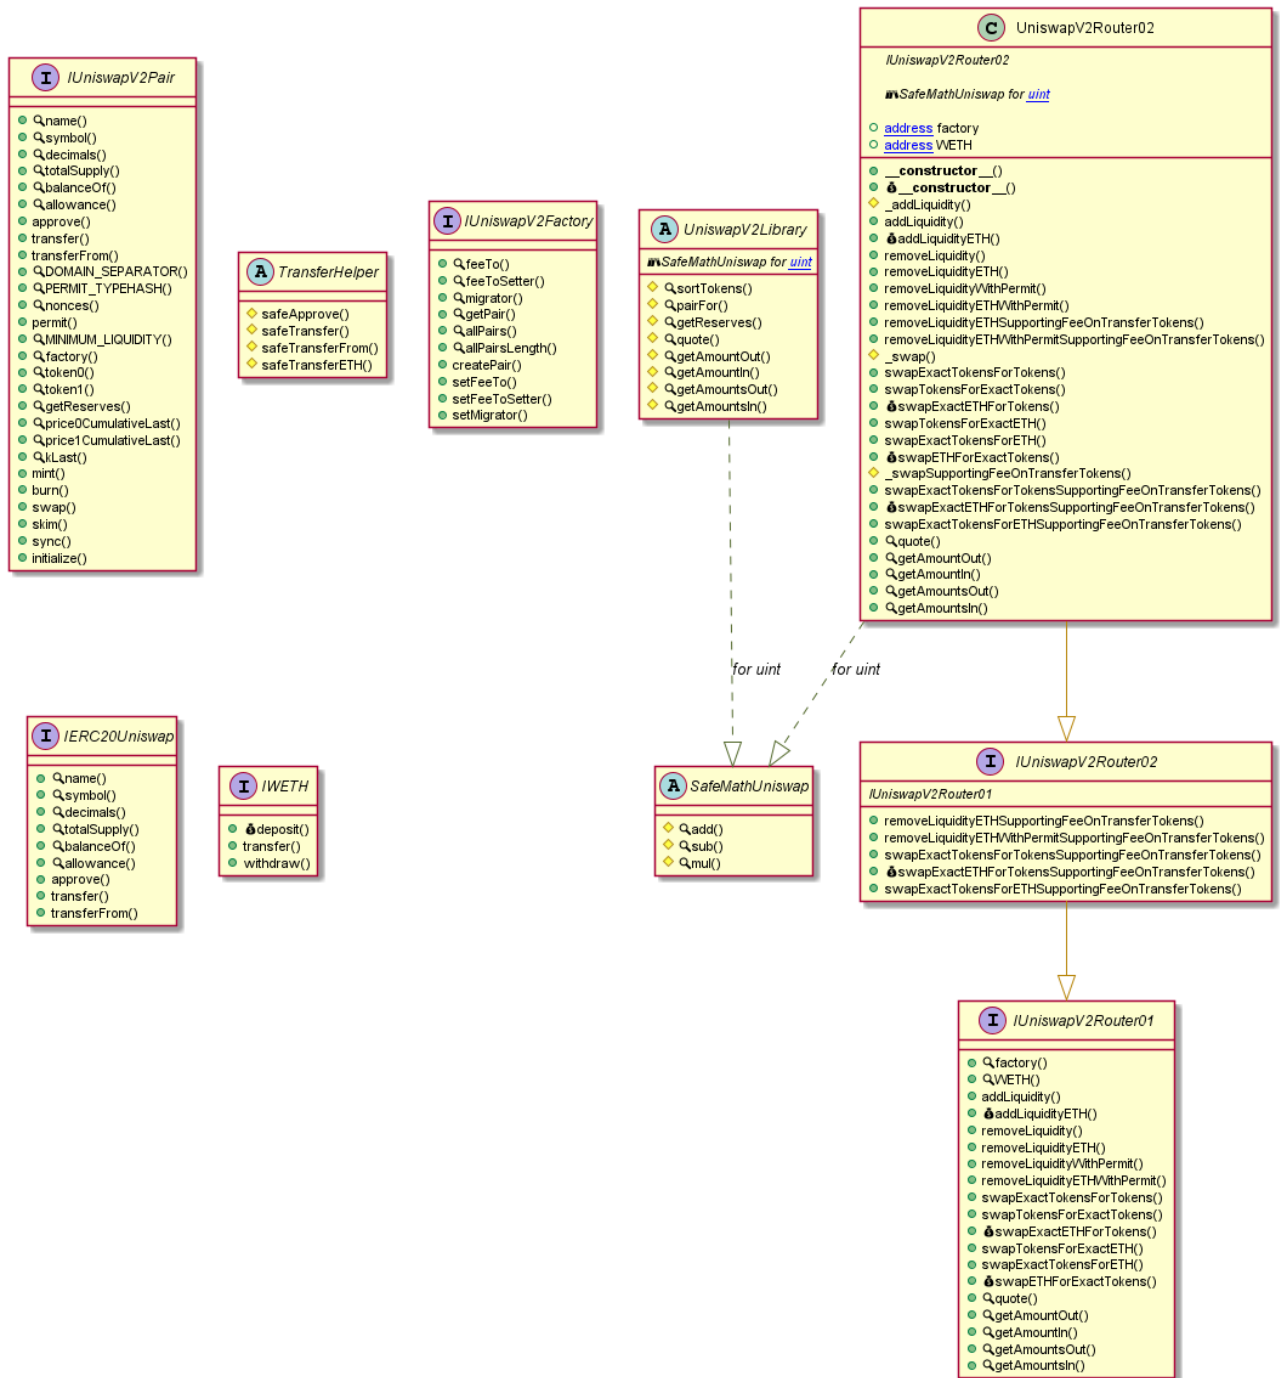 I IUniswapV2Pair
name()
symbol()
decimals()
totalSupply()
balanceOf()
allowance()
approve()
transfer()
transferFrom()
DOMAIN_SEPARATOR()
PERMIT_TYPEHASH()
nonces()
permit()
MINIMUM_LIQUIDITY()
factory()
token0()
token1()
getReserves()
price0CumulativeLast()
price1CumulativeLast()
kLast()
mint()
burn()
swap()
skim()
sync()
initialize()
A TransferHelper
safeApprove()
safeTransfer()
safeTransferFrom()
safeTransferETH()
I IUniswapV2Factory
feeTo()
feeToSetter()
migrator()
getPair()
allPairs()
allPairsLength()
createPair()
setFeeTo()
setFeeToSetter()
setMigrator()
A UniswapV2Library
SafeMathUniswap for uint
sortTokens()
pairFor()
getReserves()
quote()
getAmountOut()
getAmountIn()
getAmountsOut()
getAmountsIn()
C UniswapV2Router02
IUniswapV2Router02
SafeMathUniswap for uint
address factory
address WETH
__constructor__()
__constructor__()
_addLiquidity()
addLiquidity()
addLiquidityETH()
removeLiquidity()
removeLiquidityETH()
removeLiquidityWithPermit()
removeLiquidityETHWithPermit()
removeLiquidityETHSupportingFeeOnTransferTokens()
removeLiquidityETHWithPermitSupportingFeeOnTransferTokens()
_swap()
swapExactTokensForTokens()
swapTokensForExactTokens()
swapExactETHForTokens()
swapTokensForExactETH()
swapExactTokensForETH()
swapETHForExactTokens()
_swapSupportingFeeOnTransferTokens()
swapExactTokensForTokensSupportingFeeOnTransferTokens()
swapExactETHForTokensSupportingFeeOnTransferTokens()
swapExactTokensForETHSupportingFeeOnTransferTokens()
quote()
getAmountOut()
getAmountIn()
getAmountsOut()
getAmountsIn()
for uint
for uint
I IERC20Uniswap
name()
symbol()
decimals()
totalSupply()
balanceOf()
allowance()
approve()
transfer()
transferFrom()
I IWETH
deposit()
transfer()
withdraw()
A SafeMathUniswap
add()
sub()
mul()
I IUniswapV2Router02
IUniswapV2Router01
removeLiquidityETHSupportingFeeOnTransferTokens()
removeLiquidityETHWithPermitSupportingFeeOnTransferTokens()
swapExactTokensForTokensSupportingFeeOnTransferTokens()
swapExactETHForTokensSupportingFeeOnTransferTokens()
swapExactTokensForETHSupportingFeeOnTransferTokens()
I IUniswapV2Router01
factory()
WETH()
addLiquidity()
addLiquidityETH()
removeLiquidity()
removeLiquidityETH()
removeLiquidityWithPermit()
removeLiquidityETHWithPermit()
swapExactTokensForTokens()
swapTokensForExactTokens()
swapExactETHForTokens()
swapTokensForExactETH()
swapExactTokensForETH()
swapETHForExactTokens()
quote()
getAmountOut()
getAmountIn()
getAmountsOut()
getAmountsIn()